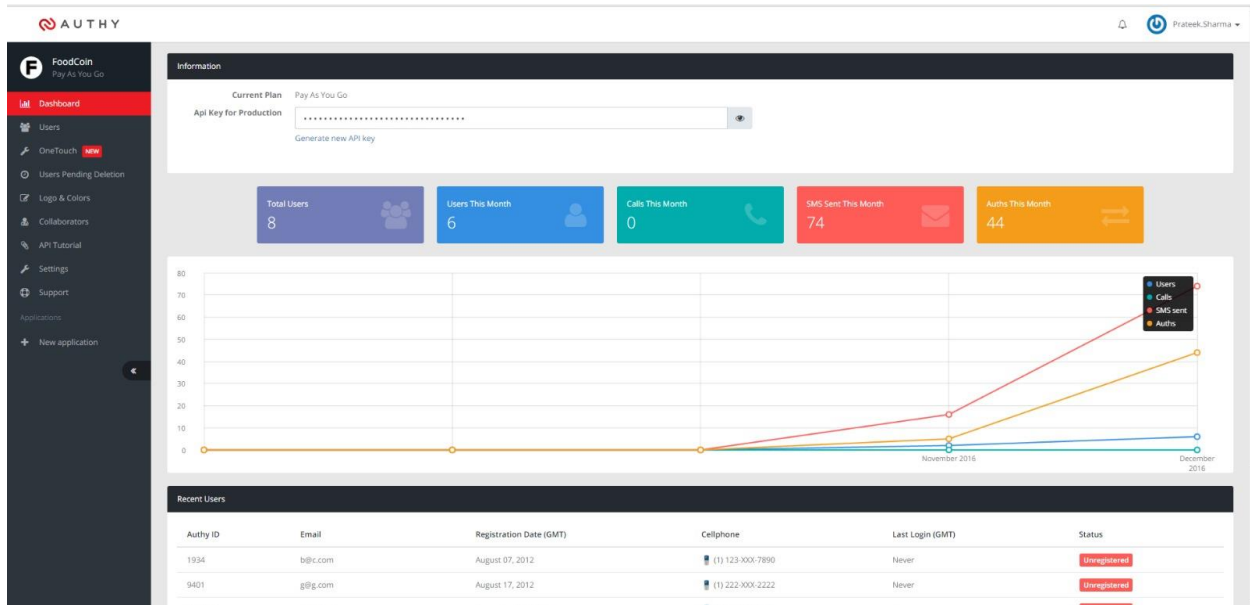 AUTHY
Prateek.Sharma
FoodCoin
Pay As You Go
Dashboard
Users
OneTouch NEW
Users Pending Deletion
Logo & Colors
Collaborators
API Tutorial
Settings
Support
Applications
New application
Information
Current Plan Pay As You Go
Api Key for Production
Generate new API key
Total Users
8
Users This Month
6
Calls This Month
0
SMS Sent This Month
74
Auths This Month
44
80
70
60
50
40
30
20
10
0
Users
Calls
SMS sent
Auths
November 2016
December
2016
Recent Users
Authy ID Email Registration Date (GMT) Cellphone Last Login (GMT) Status
1934 b@c.com August 07, 2012 (1) 123-XXX-7890 Never Unregistered
9401 g@g.com August 17, 2012 (1) 222-XXX-2222 Never Unregistered